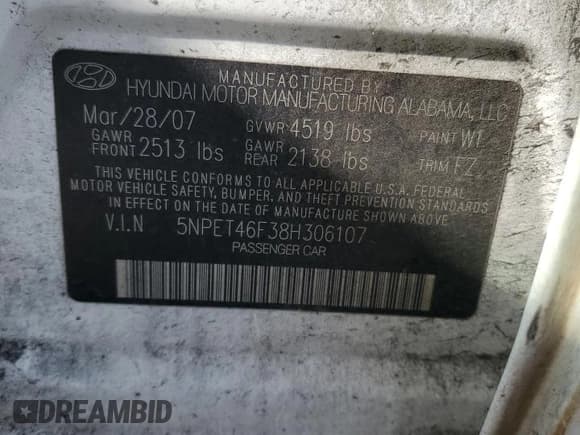 MANUFACTURED BY
HYUNDAI MOTOR MANUFACTURING ALABAMA, LLC
Mar/28/07 GVWR 4519 lbs PAINT W1
GAWR FRONT 2513 lbs GAWR REAR 2138 lbs TRIM FZ
THIS VEHICLE CONFORMS TO ALL APPLICABLE U.S.A. FEDERAL
MOTOR VEHICLE SAFETY, BUMPER, AND THEFT PREVENTION STANDARDS
IN EFFECT ON THE DATE OF MANUFACTURE SHOWN ABOVE.
V.I.N 5NPET46F38H306107
PASSENGER CAR
DREAMBID